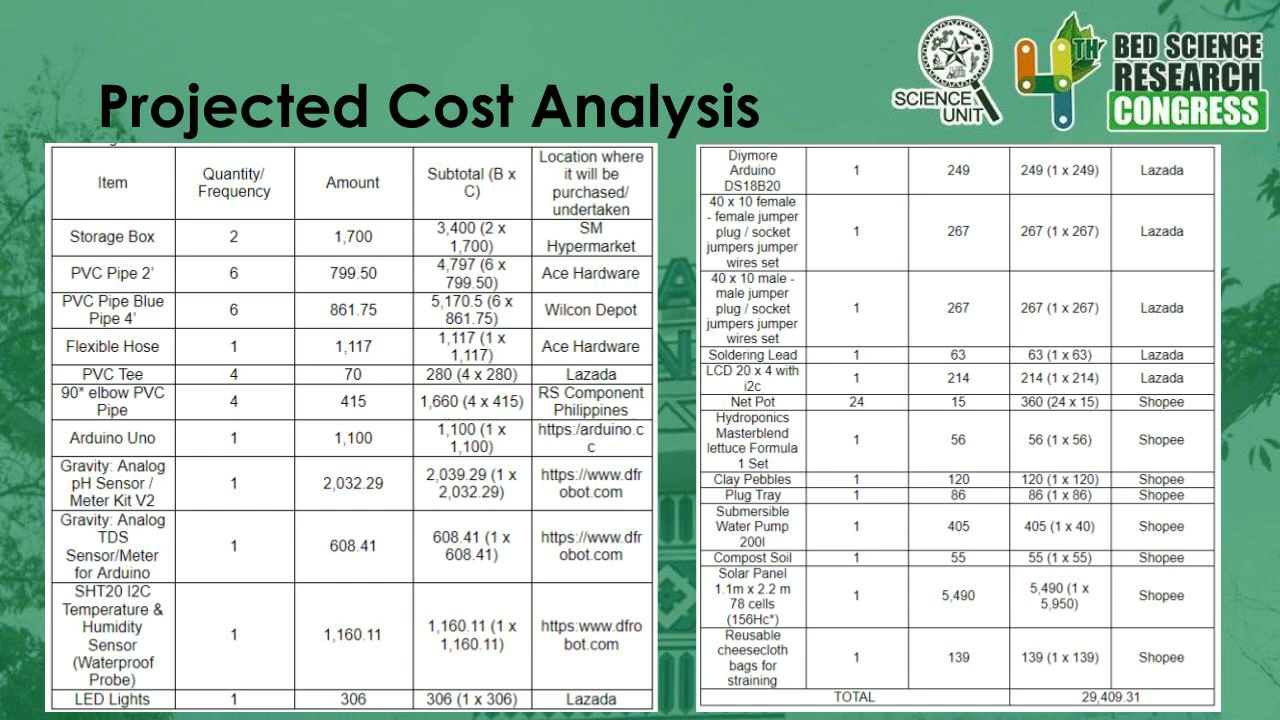 SCIENCE
UNIT
4TH
BED SCIENCE
RESEARCH
CONGRESS
Projected Cost Analysis
Item
Quantity/
Frequency
Amount
Subtotal (B x
C)
Location where
it will be
purchased/
undertaken
Storage Box
2
1,700
3,400 (2 x
1,700)
SM
Hypermarket
PVC Pipe 2'
6
799.50
4,797 (6 x
799.50)
Ace Hardware
PVC Pipe Blue
Pipe 4'
6
861.75
5,170.5 (6 x
861.75)
Wilcon Depot
Flexible Hose
1
1,117
1,117 (1 x
1,117)
Ace Hardware
PVC Tee
4
70
280 (4 x 280)
Lazada
90* elbow PVC
Pipe
4
415
1,660 (4 x 415)
RS Component
Philippines
Arduino Uno
1
1,100
1,100 (1 x
1,100)
https:/arduino.c
c
Gravity: Analog
pH Sensor /
Meter Kit V2
1
2,032.29
2,039.29 (1 x
2,032.29)
https://www.dfr
obot.com
Gravity: Analog
TDS
Sensor/Meter
for Arduino
1
608.41
608.41 (1 x
608.41)
https://www.dfr
obot.com
SHT20 I2C
Temperature &
Humidity
Sensor
(Waterproof
Probe)
1
1,160.11
1,160.11 (1 x
1,160.11)
https:www.dfro
bot.com
LED Lights
1
306
306 (1 x 306)
Lazada
Diymore
Arduino
DS18B20
1
249
249 (1 x 249)
Lazada
40 x 10 female
- female jumper
plug / socket
jumpers jumper
wires set
1
267
267 (1 x 267)
Lazada
40 x 10 male -
male jumper
plug / socket
jumpers jumper
wires set
1
267
267 (1 x 267)
Lazada
Soldering Lead
1
63
63 (1 x 63)
Lazada
LCD 20 x 4 with
i2c
1
214
214 (1 x 214)
Lazada
Net Pot
24
15
360 (24 x 15)
Shopee
Hydroponics
Masterblend
lettuce Formula
1 Set
1
56
56 (1 x 56)
Shopee
Clay Pebbles
1
120
120 (1 x 120)
Shopee
Plug Tray
1
86
86 (1 x 86)
Shopee
Submersible
Water Pump
200l
1
405
405 (1 x 40)
Shopee
Compost Soil
1
55
55 (1 x 55)
Shopee
Solar Panel
1.1m x 2.2 m
78 cells
(156Hc*)
1
5,490
5,490 (1 x
5,950)
Shopee
Reusable
cheesecloth
bags for
straining
1
139
139 (1 x 139)
Shopee
TOTAL
29,409.31